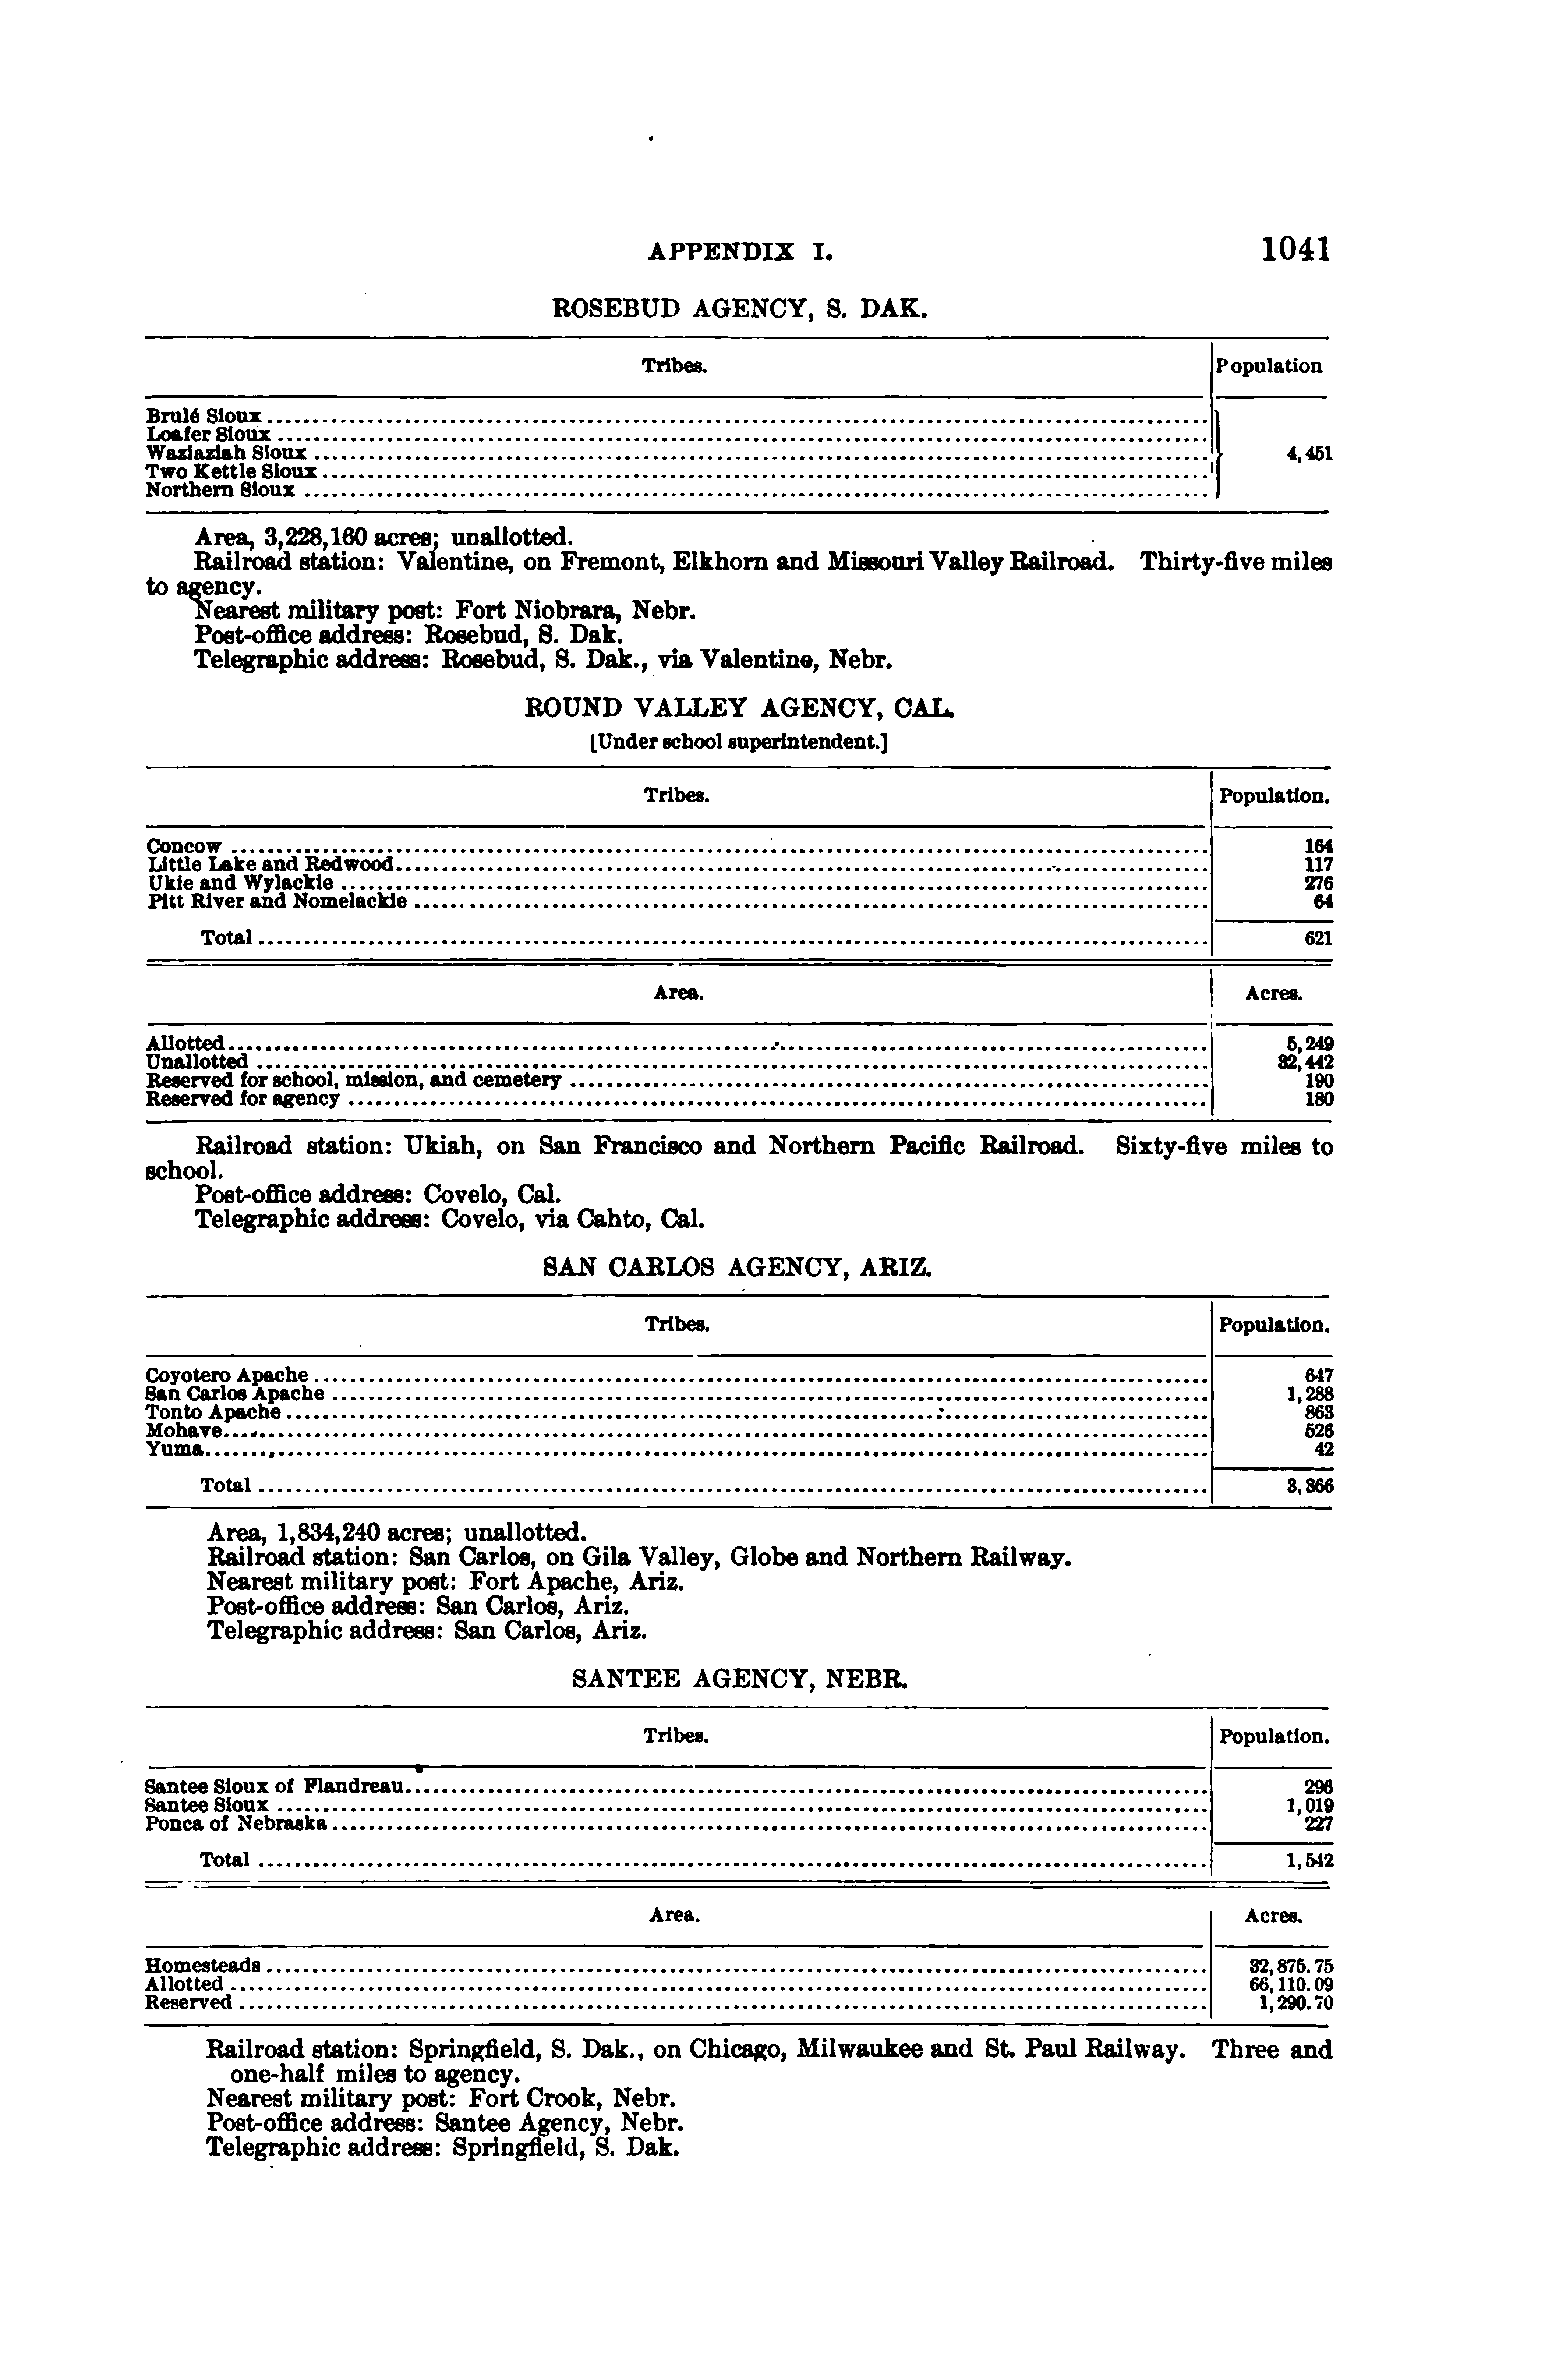 APPENDIX I. 1041
ROSEBUD AGENCY, S. DAK.
Tribes. Population
Brulé Sioux
Loafer Sioux
Waziaziah Sioux 4,451
Two Kettle Sioux
Northern Sioux
Area, 3,228,160 acres; unallotted.
Railroad station: Valentine, on Fremont, Elkhorn and Missouri Valley Railroad. Thirty-five miles
to agency.
Nearest military post: Fort Niobrara, Nebr.
Post-office address: Rosebud, S. Dak.
Telegraphic address: Rosebud, S. Dak., via Valentine, Nebr.
ROUND VALLEY AGENCY, CAL.
[Under school superintendent.]
Tribes. Population.
Concow 164
Little Lake and Redwood 117
Ukie and Wylackie 276
Pitt River and Nomelackie 64
Total 621
Area. Acres.
Allotted 5,249
Unallotted 32,442
Reserved for school, mission, and cemetery 190
Reserved for agency 180
Railroad station: Ukiah, on San Francisco and Northern Pacific Railroad. Sixty-five miles to
school.
Post-office address: Covelo, Cal.
Telegraphic address: Covelo, via Cahto, Cal.
SAN CARLOS AGENCY, ARIZ.
Tribes. Population.
Coyotero Apache 647
San Carlos Apache 1,288
Tonto Apache 863
Mohave 526
Yuma 42
Total 3,366
Area, 1,834,240 acres; unallotted.
Railroad station: San Carlos, on Gila Valley, Globe and Northern Railway.
Nearest military post: Fort Apache, Ariz.
Post-office address: San Carlos, Ariz.
Telegraphic address: San Carlos, Ariz.
SANTEE AGENCY, NEBR.
Tribes. Population.
Santee Sioux of Flandreau 296
Santee Sioux 1,019
Ponca of Nebraska 227
Total 1,542
Area. Acres.
Homesteads 32,875.75
Allotted 66,110.09
Reserved 1,290.70
Railroad station: Springfield, S. Dak., on Chicago, Milwaukee and St. Paul Railway. Three and
one-half miles to agency.
Nearest military post: Fort Crook, Nebr.
Post-office address: Santee Agency, Nebr.
Telegraphic address: Springfield, S. Dak.